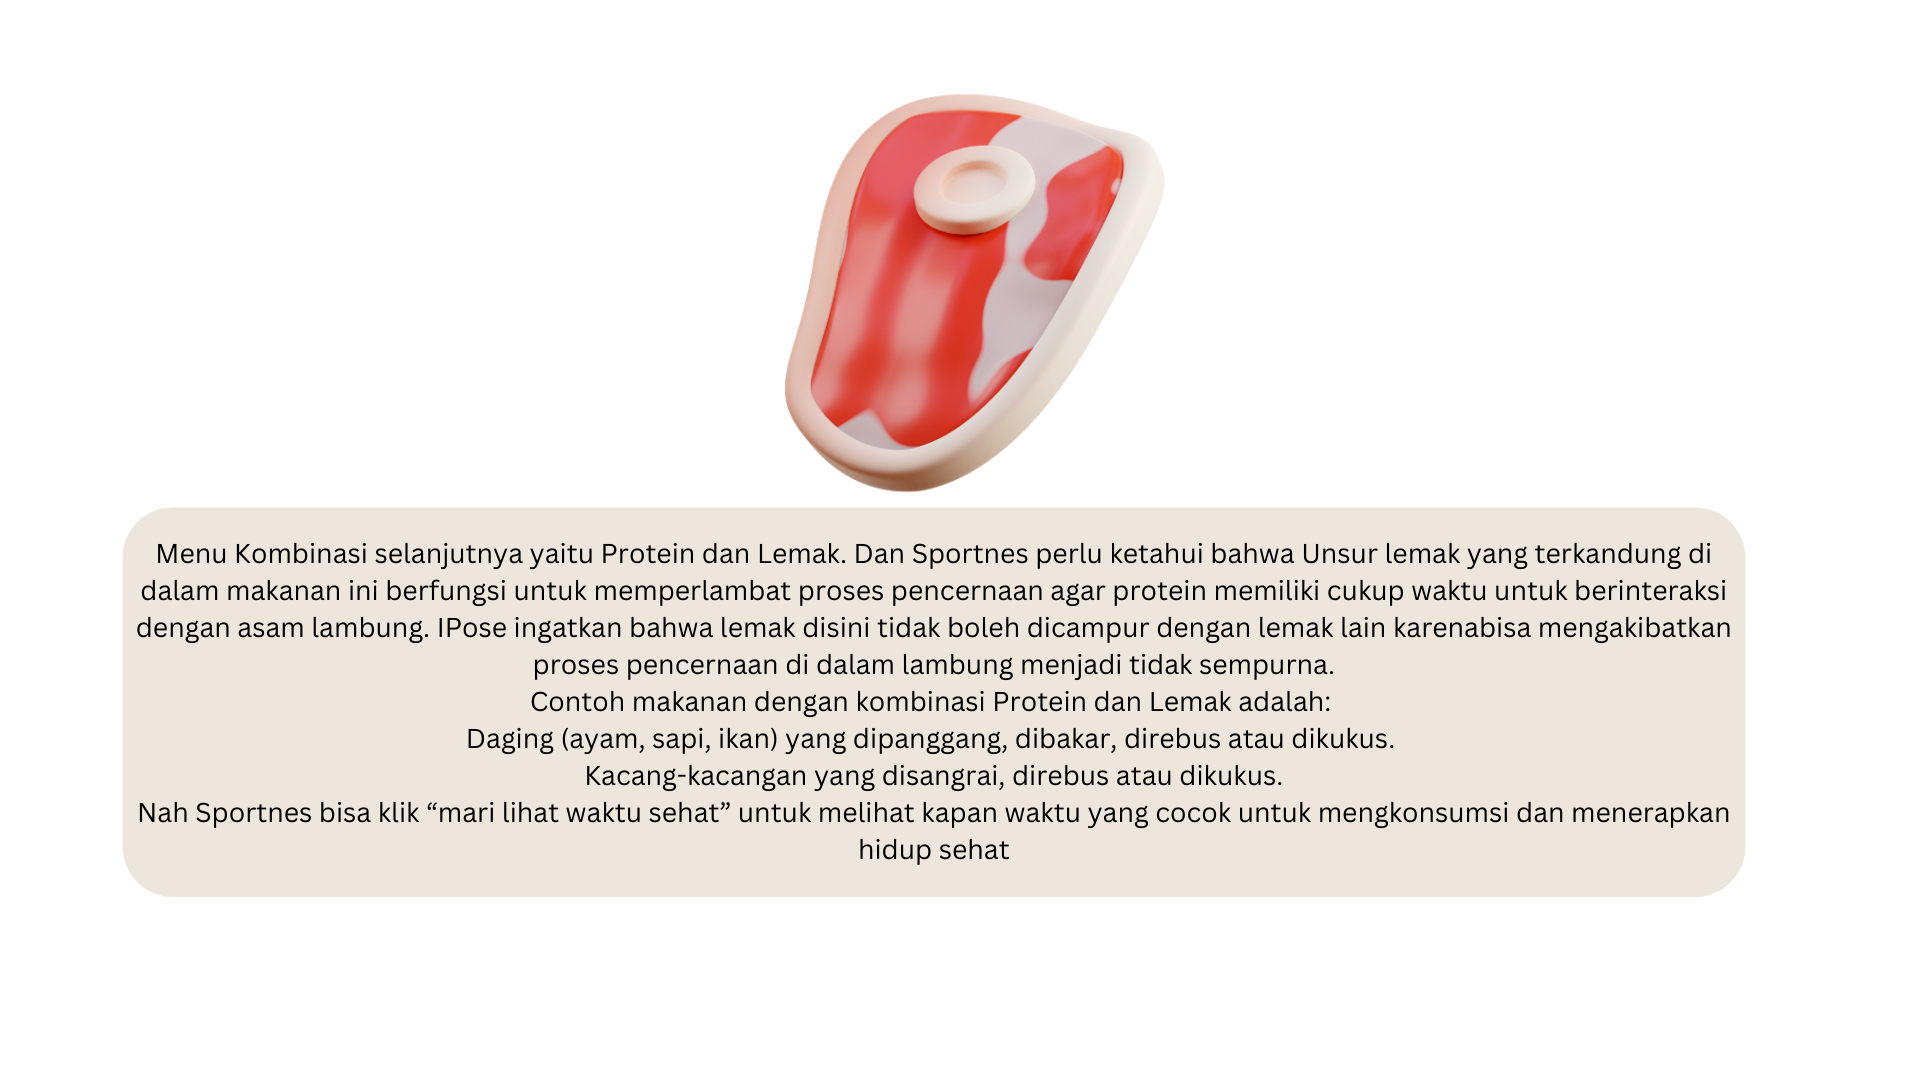 Menu Kombinasi selanjutnya yaitu Protein dan Lemak. Dan Sportnes perlu ketahui bahwa Unsur lemak yang terkandung di
dalam makanan ini berfungsi untuk memperlambat proses pencernaan agar protein memiliki cukup waktu untuk berinteraksi
dengan asam lambung. IPose ingatkan bahwa lemak disini tidak boleh dicampur dengan lemak lain karenabisa mengakibatkan
proses pencernaan di dalam lambung menjadi tidak sempurna.
Contoh makanan dengan kombinasi Protein dan Lemak adalah:
Daging (ayam, sapi, ikan) yang dipanggang, dibakar, direbus atau dikukus.
Kacang-kacangan yang disangrai, direbus atau dikukus.
Nah Sportnes bisa klik “mari lihat waktu sehat” untuk melihat kapan waktu yang cocok untuk mengkonsumsi dan menerapkan
hidup sehat